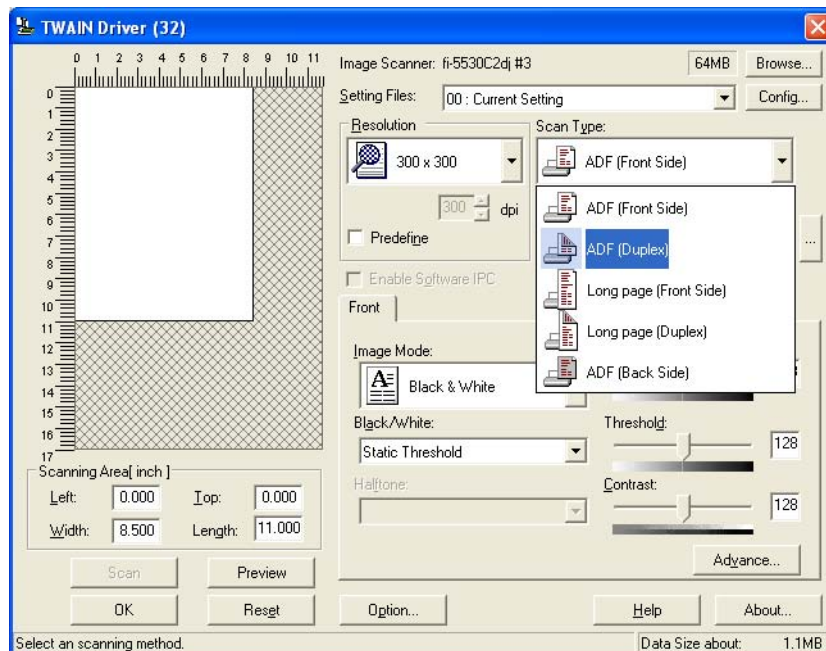 TWAIN Driver (32)
0 1 2 3 4 5 6 7 8 9 10 11
0
1
2
3
4
5
6
7
8
9
10
11
12
13
14
15
16
17
Image Scanner: fi-5530C2dj #3
64MB
Browse...
Setting Files:
00 : Current Setting
Config...
Resolution
300 x 300
300 dpi
Predefine
Scan Type:
ADF (Front Side)
ADF (Front Side)
ADF (Duplex)
Long page (Front Side)
Long page (Duplex)
ADF (Back Side)
...
Enable Software IPC
Front
Image Mode:
Black & White
Black/White:
Static Threshold
Halftone:
Threshold:
128
Contrast:
128
Advance...
Scanning Area[ inch ]
Left: 0.000 Top: 0.000
Width: 8.500 Length: 11.000
Scan Preview
OK Reset Option... Help About...
Select an scanning method. Data Size about: 1.1MB